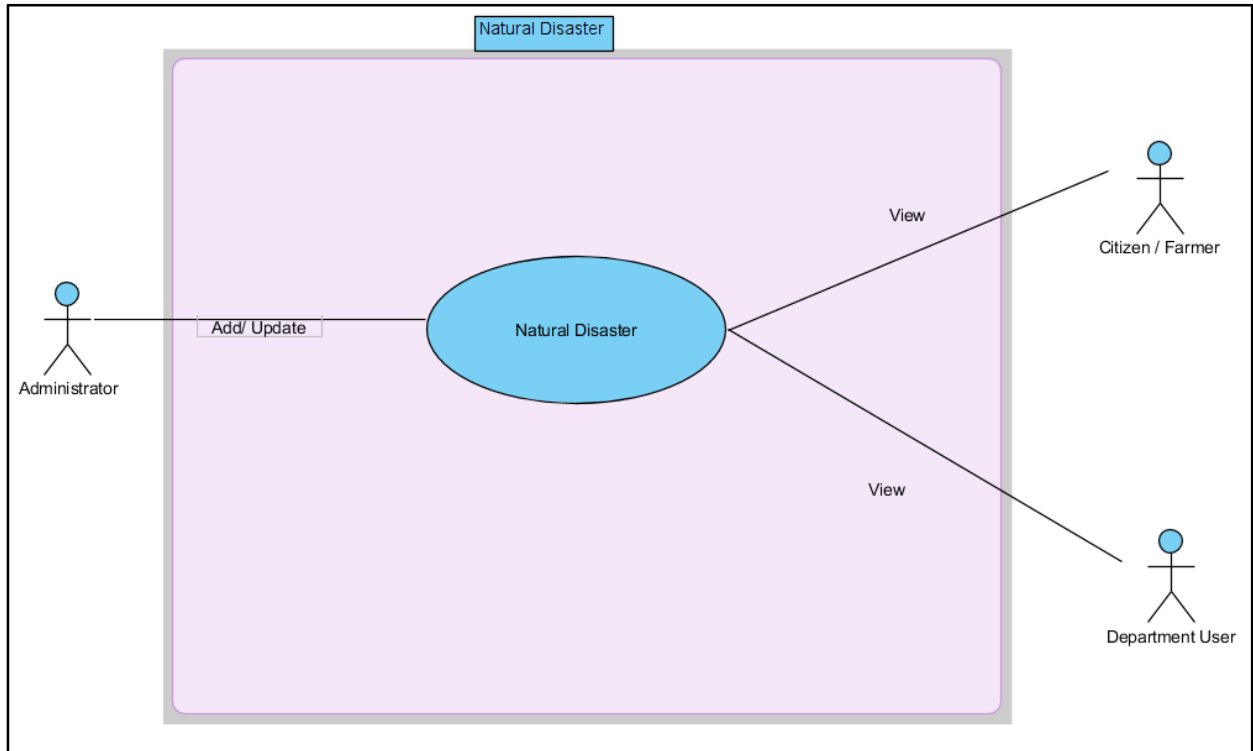 Natural Disaster
View
Citizen / Farmer
Add/ Update
Natural Disaster
Administrator
View
Department User